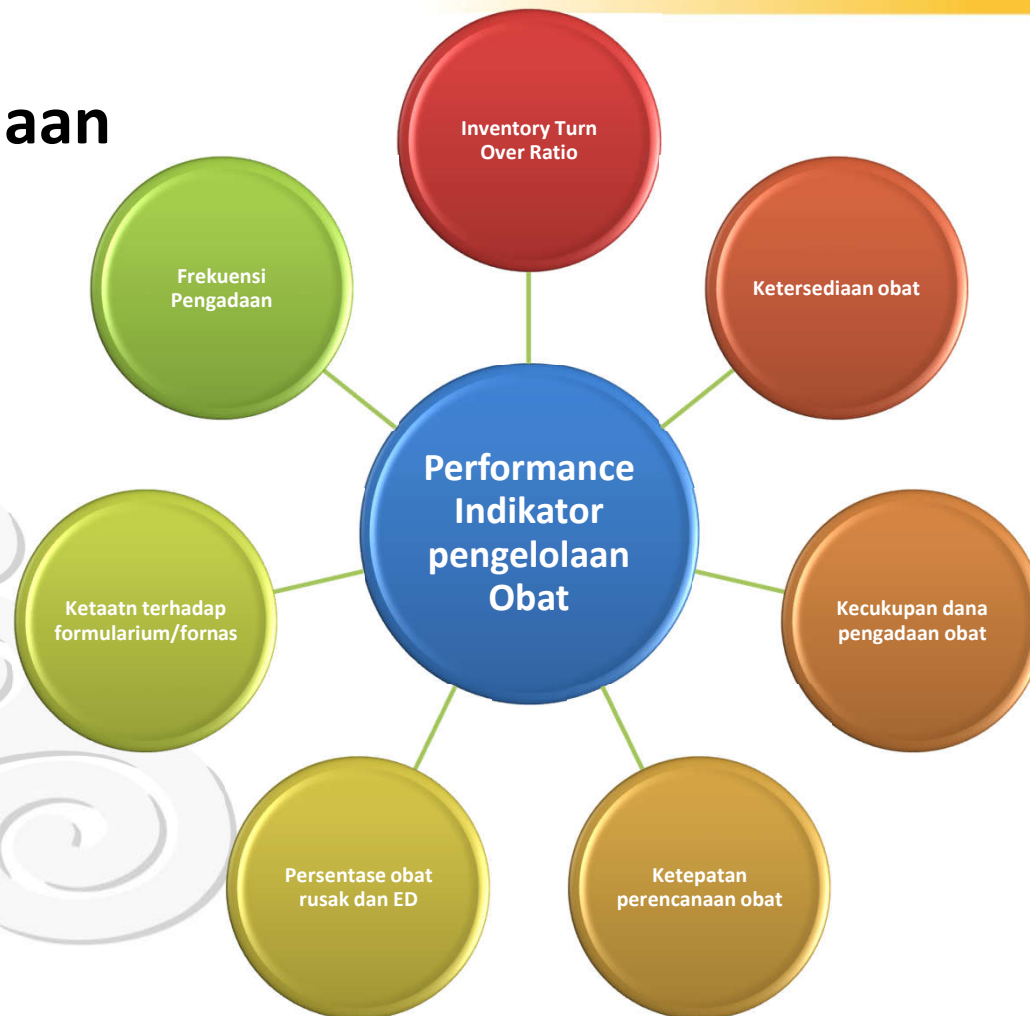 aan
Inventory Turn
Over Ratio
Ketersediaan obat
Kecukupan dana
pengadaan obat
Ketepatan
perencanaan obat
Persentase obat
rusak dan ED
Ketaatn terhadap
formularium/fornas
Frekuensi
Pengadaan
Performance
Indikator
pengelolaan
Obat